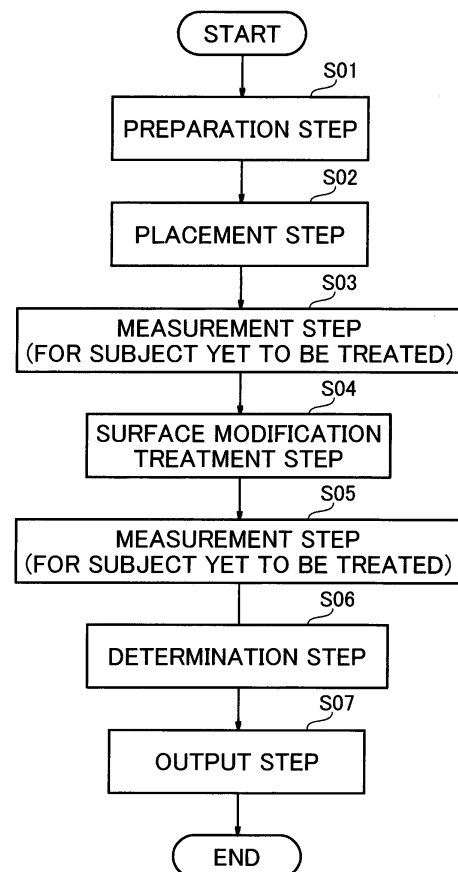 START
S01
PREPARATION STEP
S02
PLACEMENT STEP
S03
MEASUREMENT STEP
(FOR SUBJECT YET TO BE TREATED)
S04
SURFACE MODIFICATION
TREATMENT STEP
S05
MEASUREMENT STEP
(FOR SUBJECT YET TO BE TREATED)
S06
DETERMINATION STEP
S07
OUTPUT STEP
END